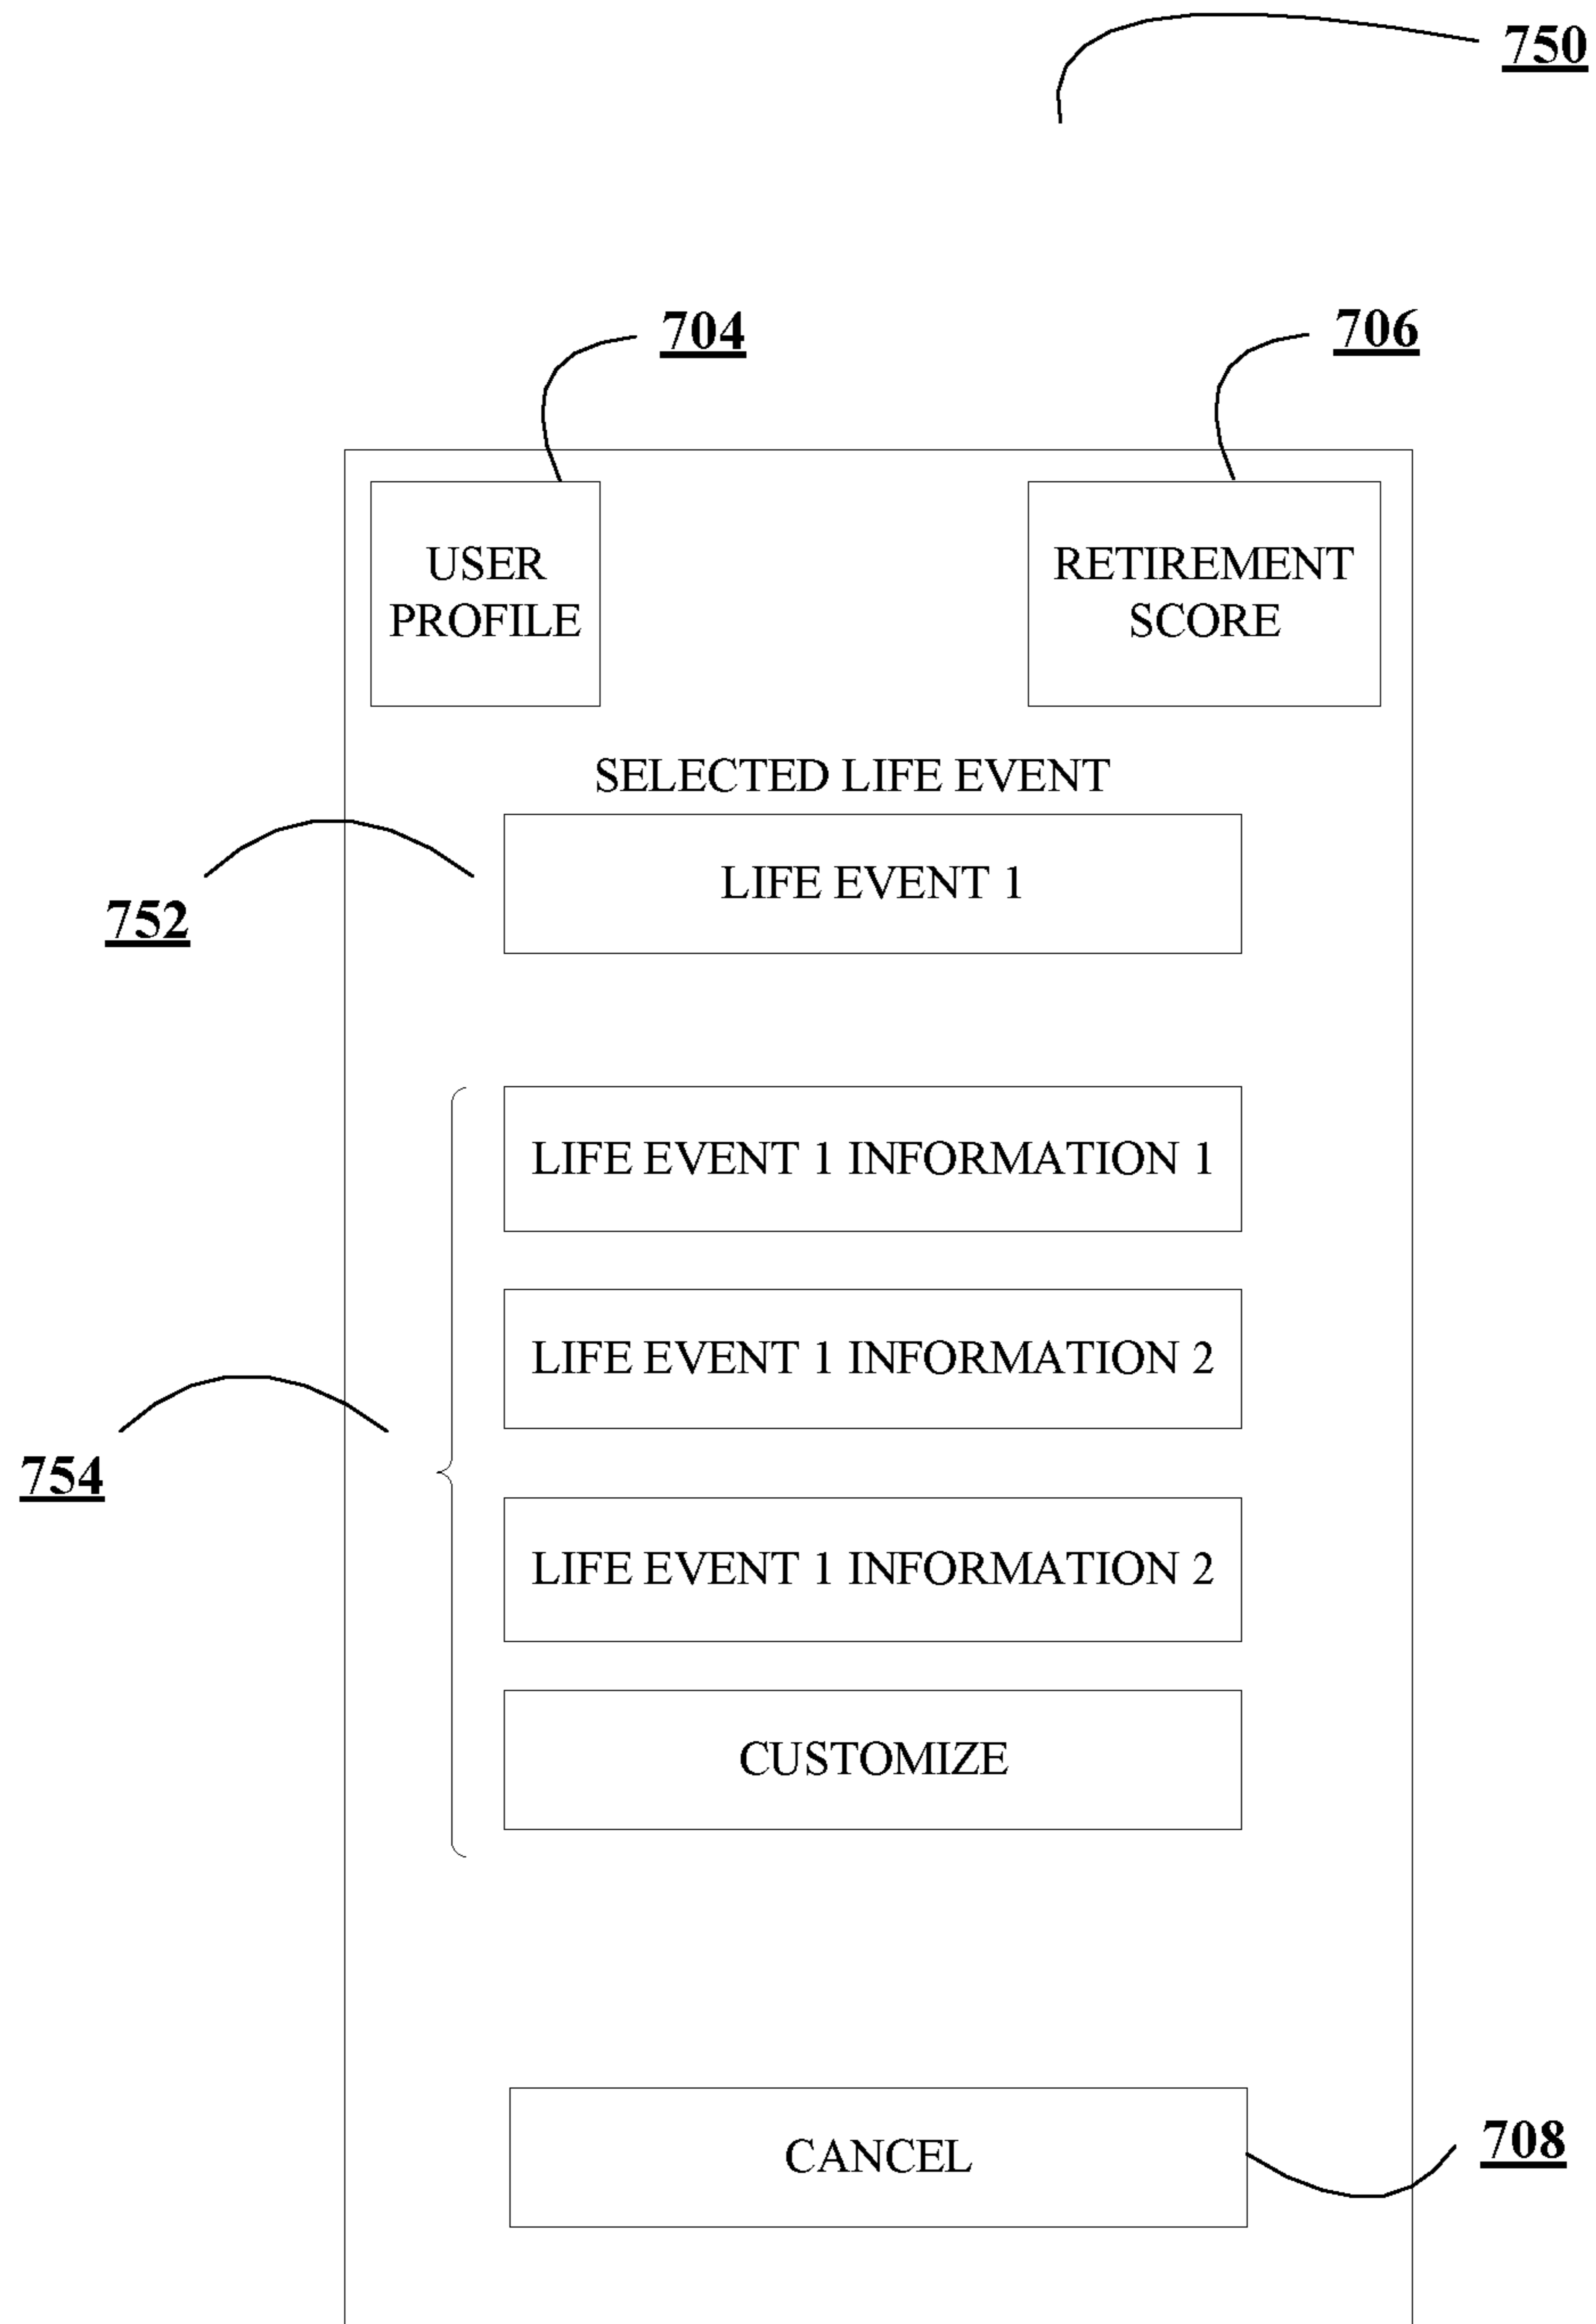 750
704
706
USER
PROFILE
RETIREMENT
SCORE
SELECTED LIFE EVENT
LIFE EVENT 1
752
LIFE EVENT 1 INFORMATION 1
LIFE EVENT 1 INFORMATION 2
754
LIFE EVENT 1 INFORMATION 2
CUSTOMIZE
CANCEL
708